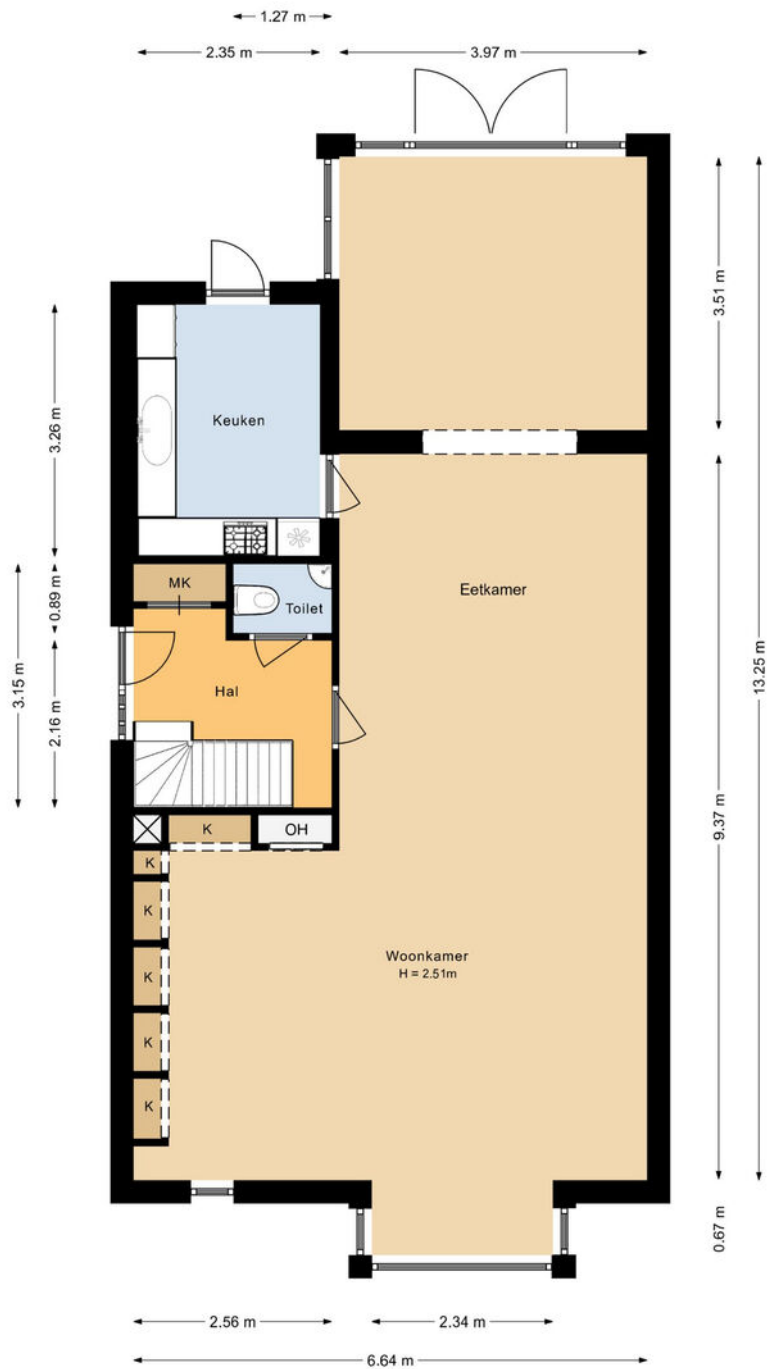 1.27 m
2.35 m
3.97 m
3.51 m
13.25 m
3.26 m
Keuken
0.89 m
MK
Toilet
Eetkamer
3.15 m
2.16 m
Hal
9.37 m
K
OH
K
K
Woonkamer
H = 2.51m
K
K
K
0.67 m
2.56 m
2.34 m
6.64 m